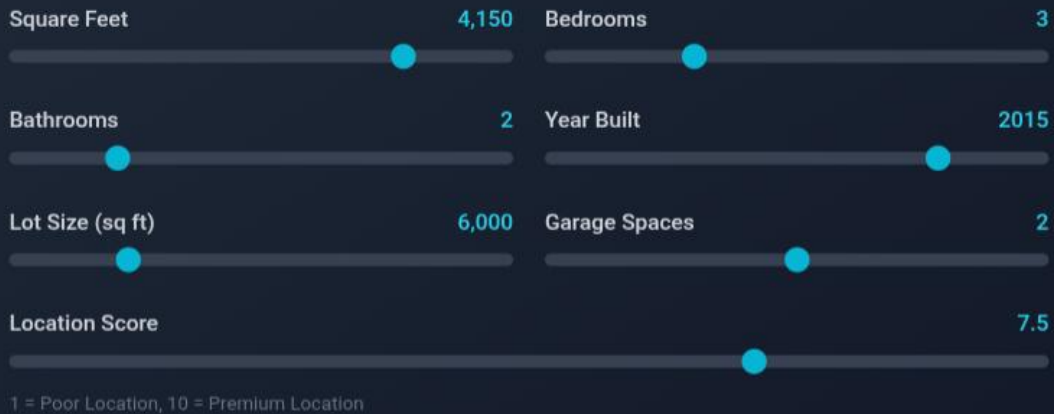 Square Feet 4,150 Bedrooms 3
Bathrooms 2 Year Built 2015
Lot Size (sq ft) 6,000 Garage Spaces 2
Location Score 7.5
1 = Poor Location, 10 = Premium Location